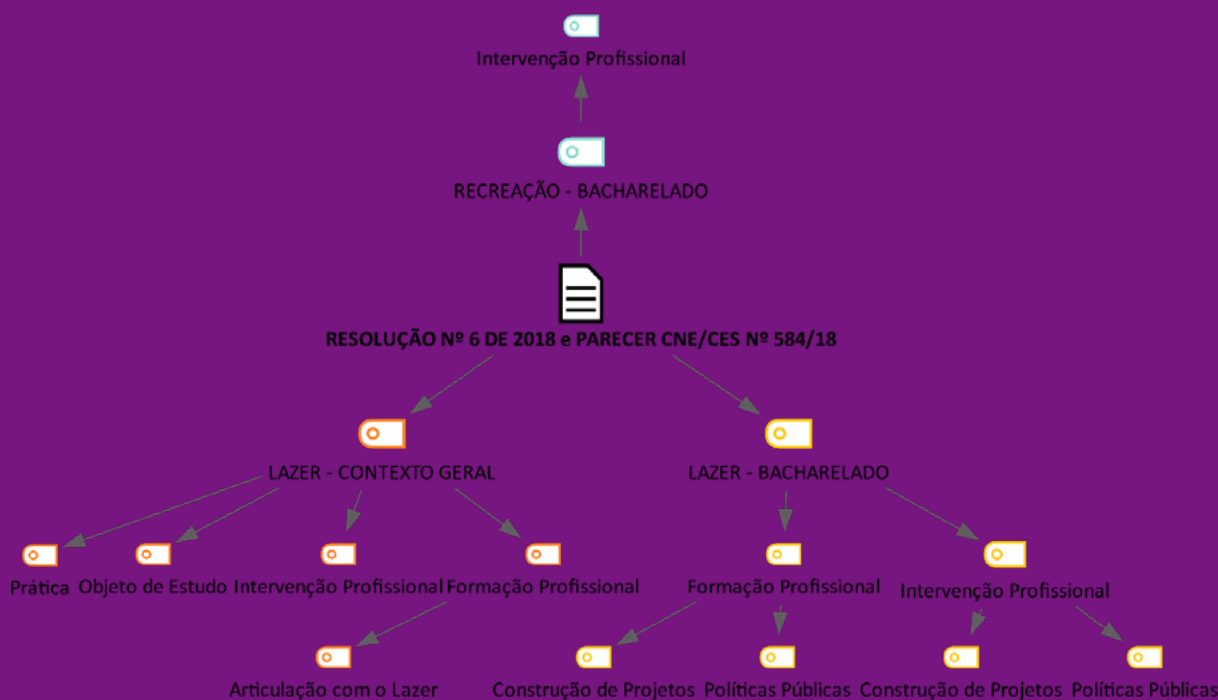 Intervenção Profissional
RECREAÇÃO - BACHARELADO
RESOLUÇÃO Nº 6 DE 2018 e PARECER CNE/CES Nº 584/18
LAZER - CONTEXTO GERAL
LAZER - BACHARELADO
Prática
Objeto de Estudo
Intervenção Profissional
Formação Profissional
Formação Profissional
Intervenção Profissional
Articulação com o Lazer
Construção de Projetos
Políticas Públicas
Construção de Projetos
Políticas Públicas